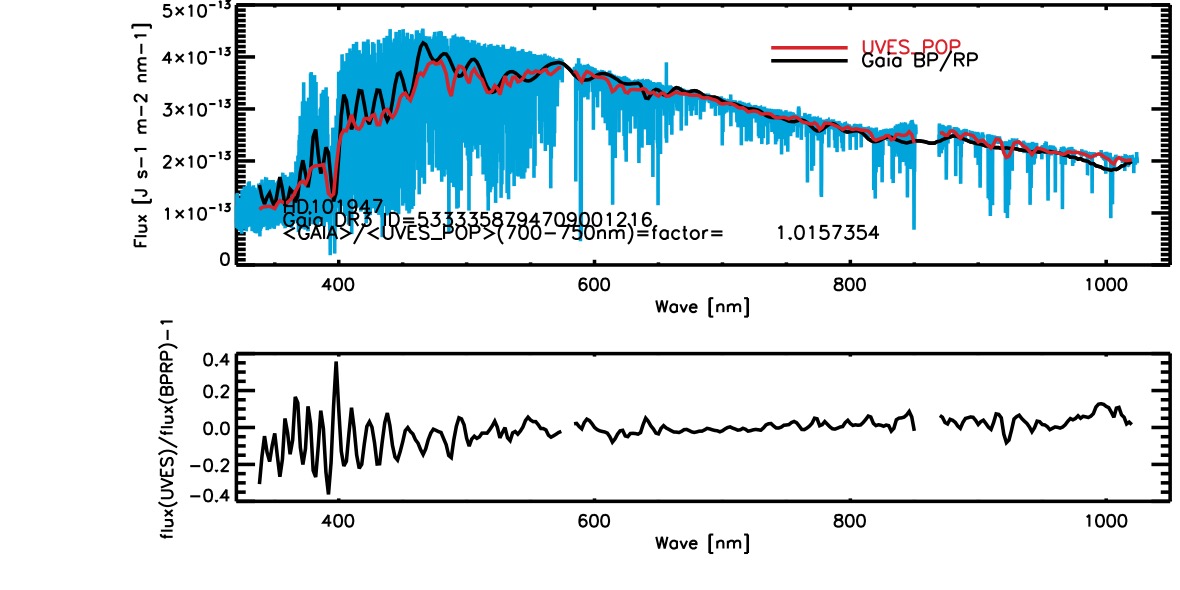 5×10-13
4×10-13
3×10-13
2×10-13
1×10-13
0
Flux [J s-1 m-2 nm-1]
UVES_POP
Gaia BP/RP
HD101947
Gaia DR3 ID=5333358794709001216
<GAIA>/<UVES_POP>(700-750nm)=factor= 1.0157354
400 600 800 1000
Wave [nm]
0.4
0.2
0.0
-0.2
-0.4
flux(UVES)/flux(BPRP)-1
400 600 800 1000
Wave [nm]